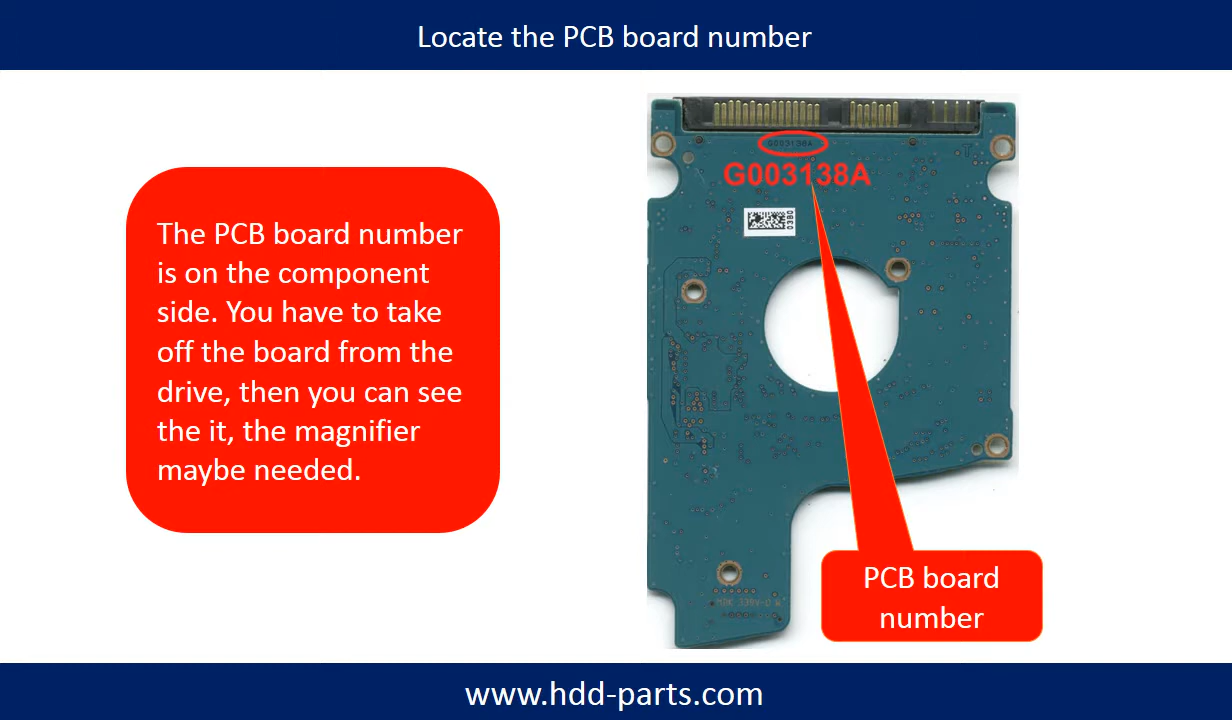 Locate the PCB board number
The PCB board number
is on the component
side. You have to take
off the board from the
drive, then you can see
the it, the magnifier
maybe needed.
G003138A
G003138A
T
0380
PCB board
number
www.hdd-parts.com